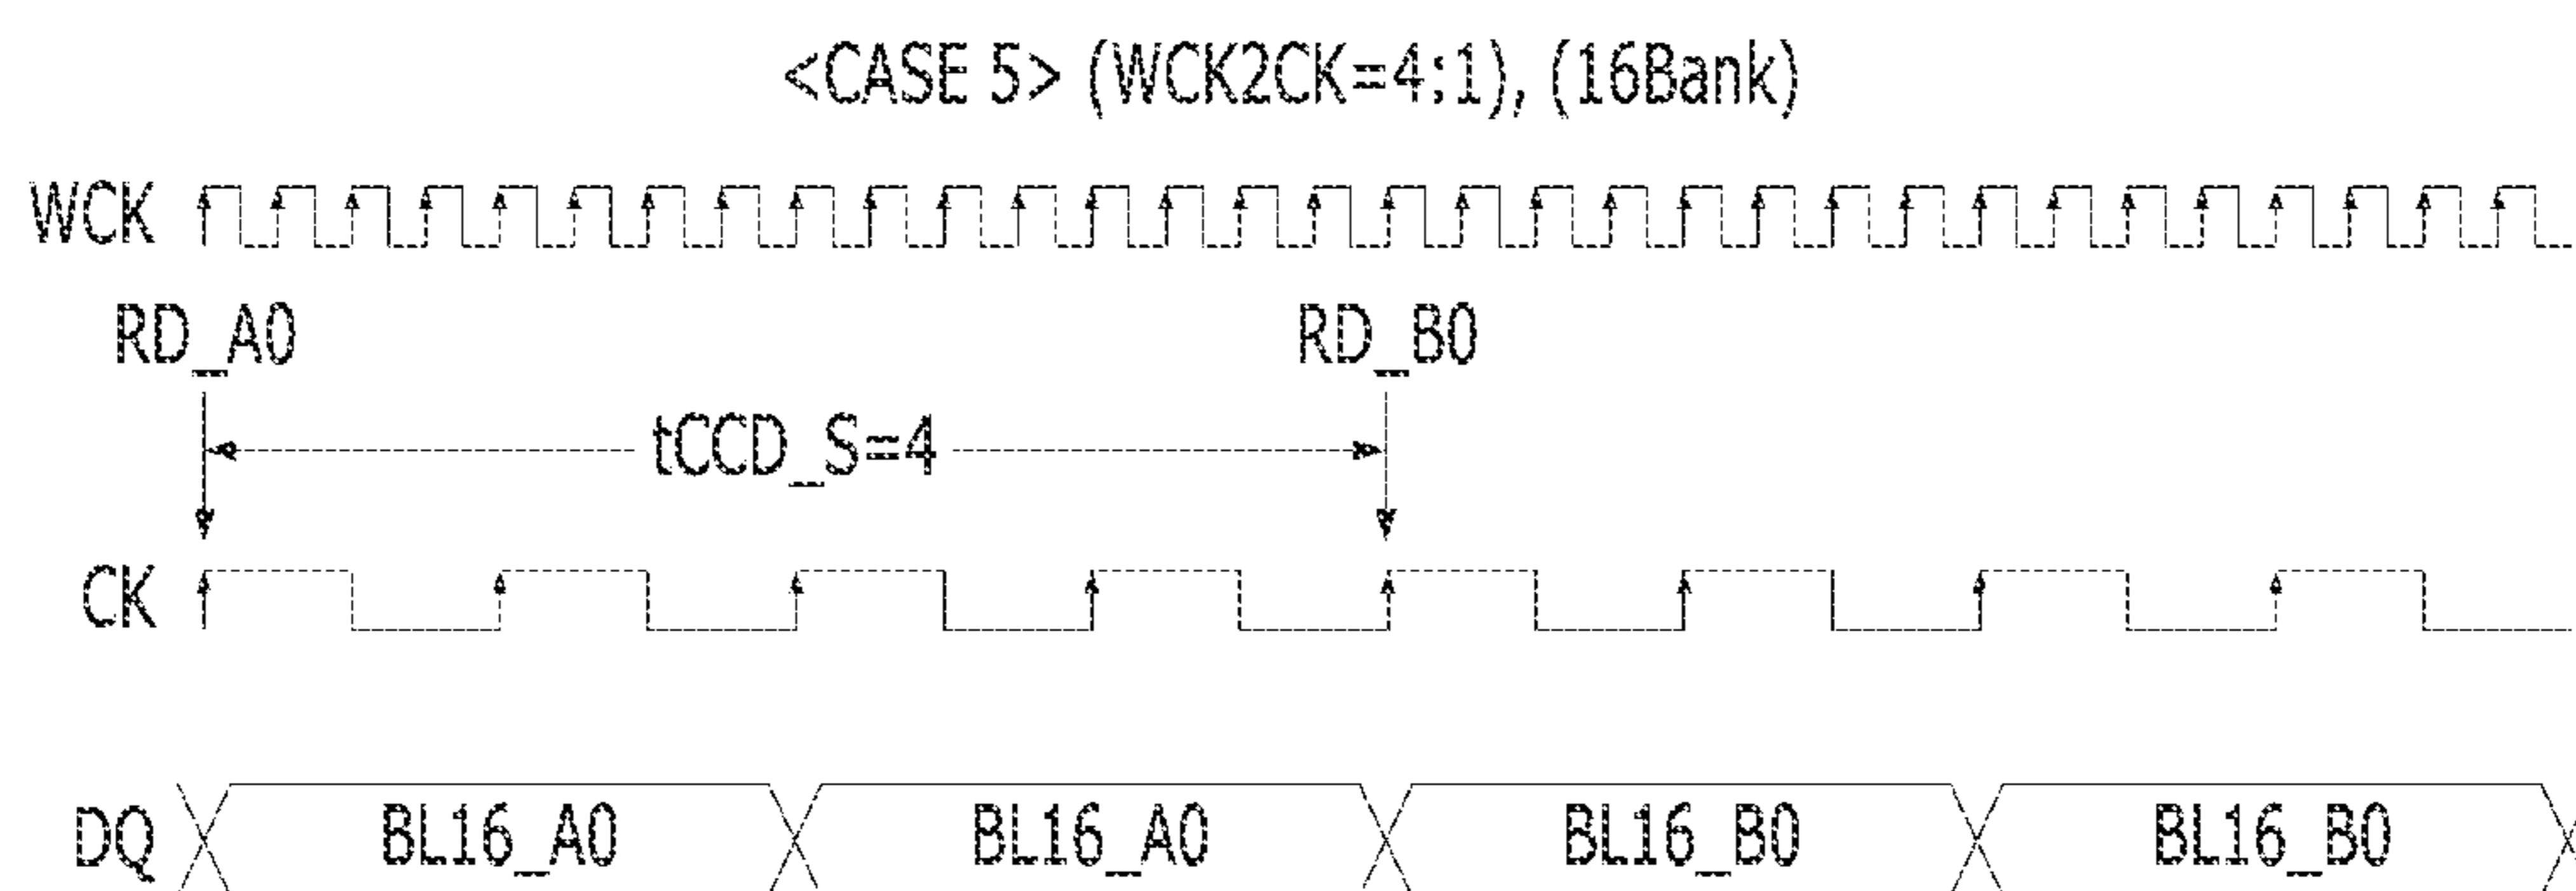 <CASE 5> (WCK2CK=4:1), (16Bank)
WCK
RD_A0 RD_B0
tCCD_S=4
CK
DQ BL16_A0 BL16_A0 BL16_B0 BL16_B0